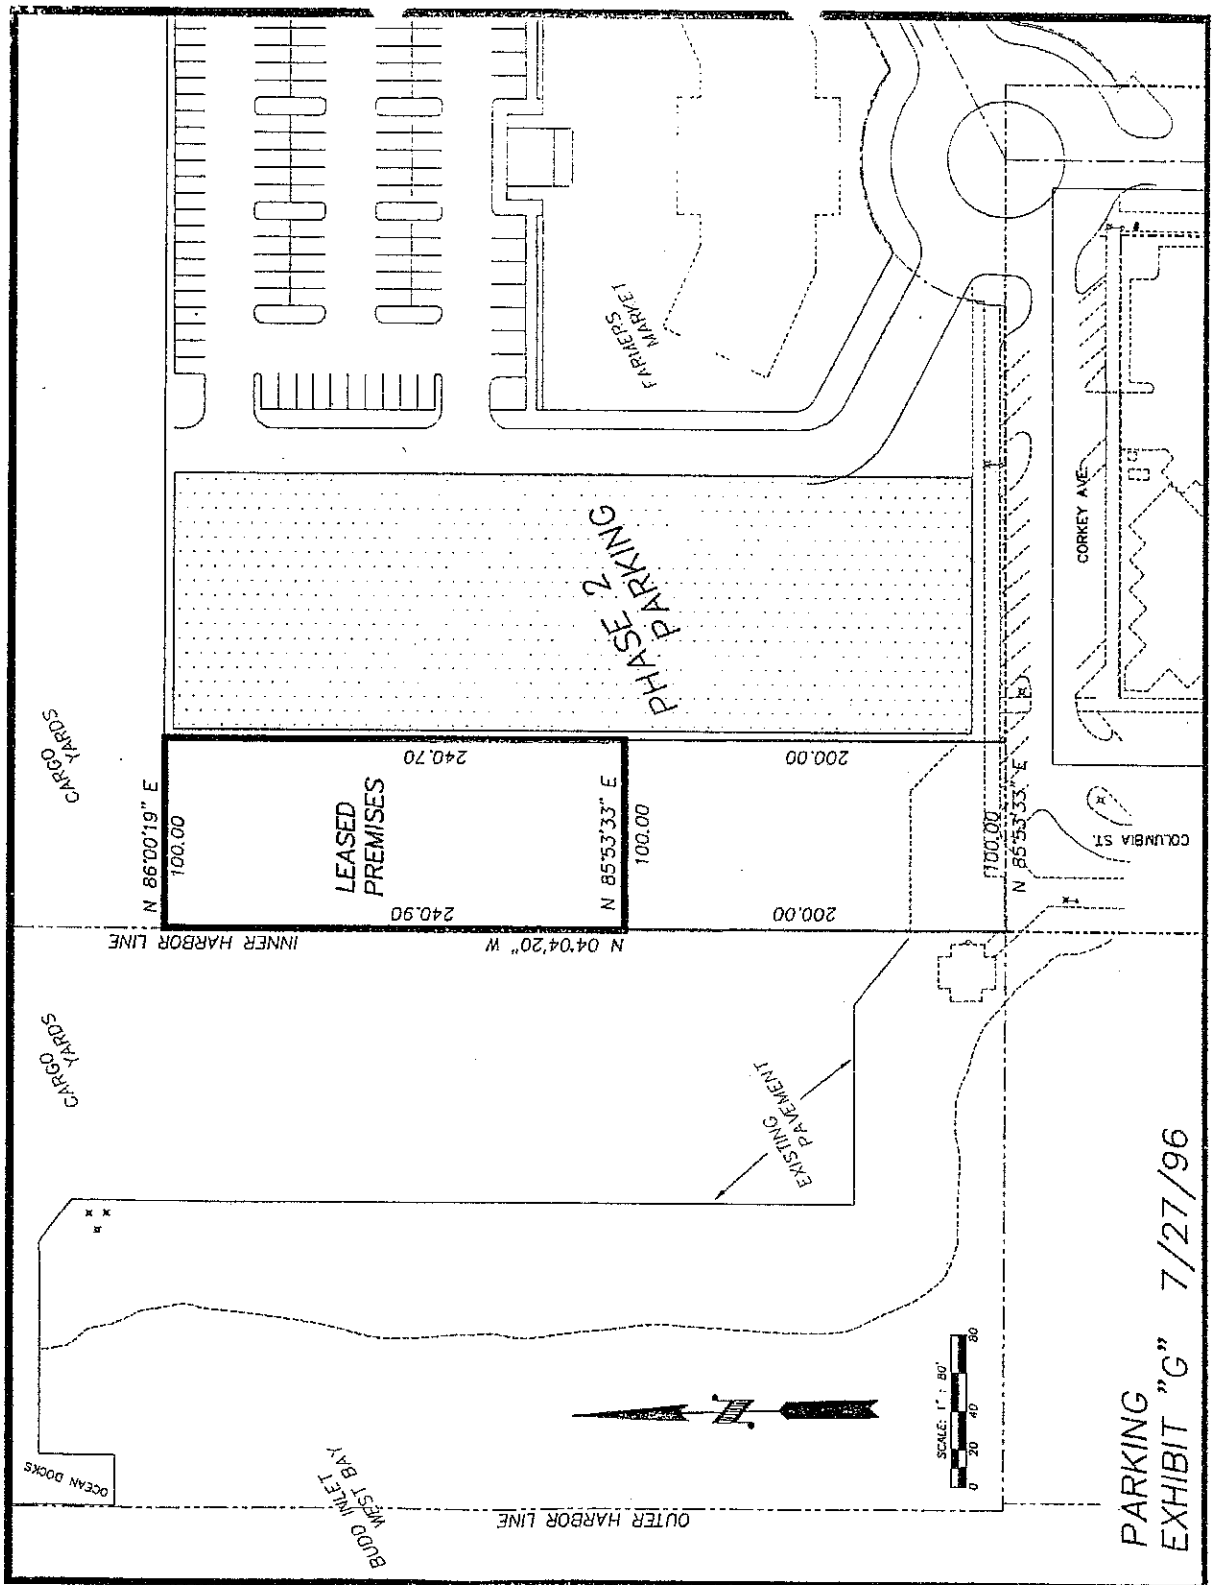 CARGO
YARDS
CARGO
YARDS
OCEAN DOCKS
BUDD INLET
WEST BAY
OUTER HARBOR LINE
INNER HARBOR LINE
N 04°04'20" W
N 86°00'19" E
100.00
LEASED
PREMISES
240.90
240.70
N 85°53'33" E
100.00
200.00
200.00
100.00
N 85°53'33" E
PHASE 2
PARKING
FARMERS
MARKET
EXISTING
PAVEMENT
CORKEY AVE.
COLUMBIA ST.
N
SCALE: 1" : 80'
0 20 40 80
PARKING
EXHIBIT "G" 7/27/96